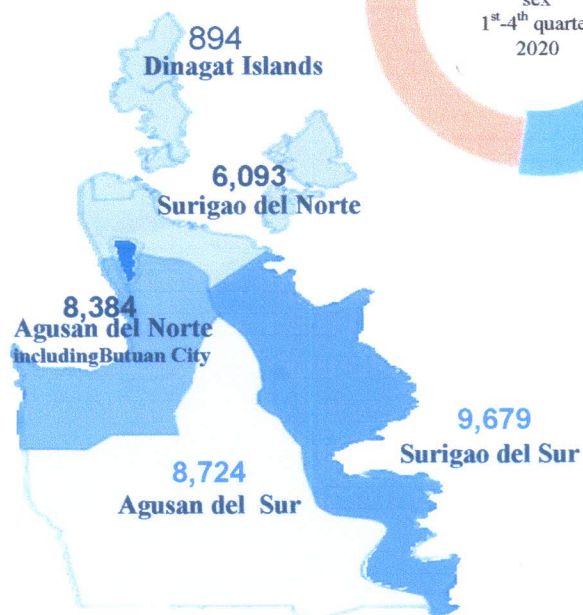 sex
1st-4th quarte
2020
894
Dinagat Islands
6,093
Surigao del Norte
8,384
Agusan del Norte
includingButuan City
9,679
Surigao del Sur
8,724
Agusan del Sur